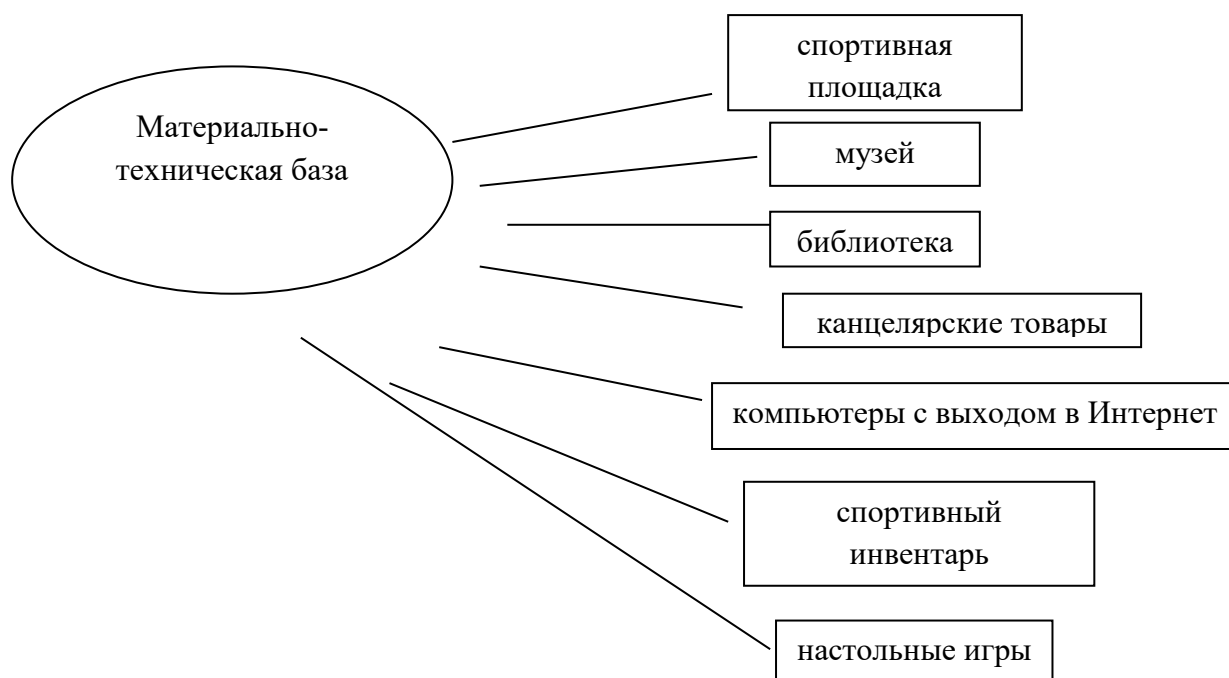 Материально-
техническая база
спортивная
площадка
музей
библиотека
канцелярские товары
компьютеры с выходом в Интернет
спортивный
инвентарь
настольные игры